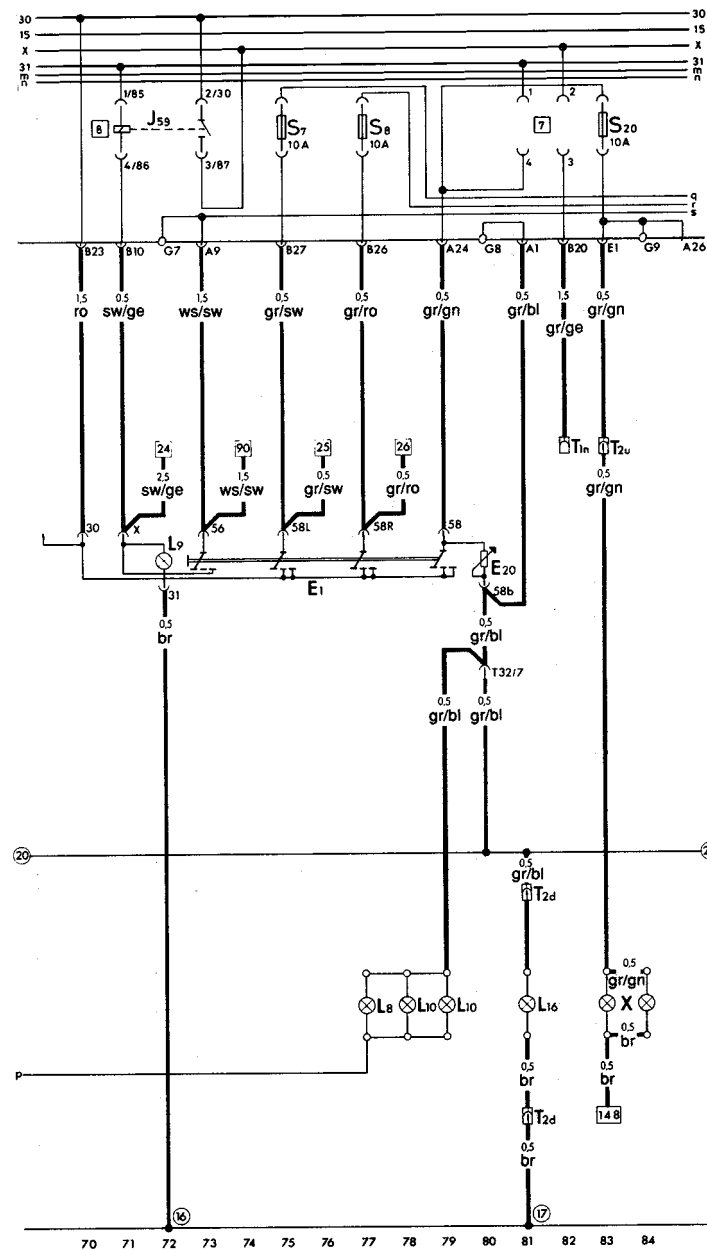 30 30
15 15
X X
31 31
m m
n n
1/85 2/30 1 2
8 J59 S7 10A S8 10A 7 S20 10A
4/86 3/87 4 3
q
r
s
B23 B10 G7 A9 B27 B26 A24 G8 A1 B20 E1 G9 A26
1,5 0,5 1,5 0,5 0,5 0,5 0,5 1,5 0,5
ro sw/ge ws/sw gr/sw gr/ro gr/gn gr/bl gr/ge gr/gn
24 90 25 26 T1n T2u
2,5 1,5 0,5 0,5 0,5
sw/ge ws/sw gr/sw gr/ro gr/gn
30 X 56 58L 58R 58
L9 E20
31 E1 58b
0,5 0,5
br gr/bl
T32/7
0,5 0,5
gr/bl gr/bl
20 2
0,5
gr/bl
T2d
0,5
gr/gn
L8 L10 L10 L16 X
0,5
br
p
0,5 0,5
br br
T2d 148
0,5
br
16 17
70 71 72 73 74 75 76 77 78 79 80 81 82 83 84